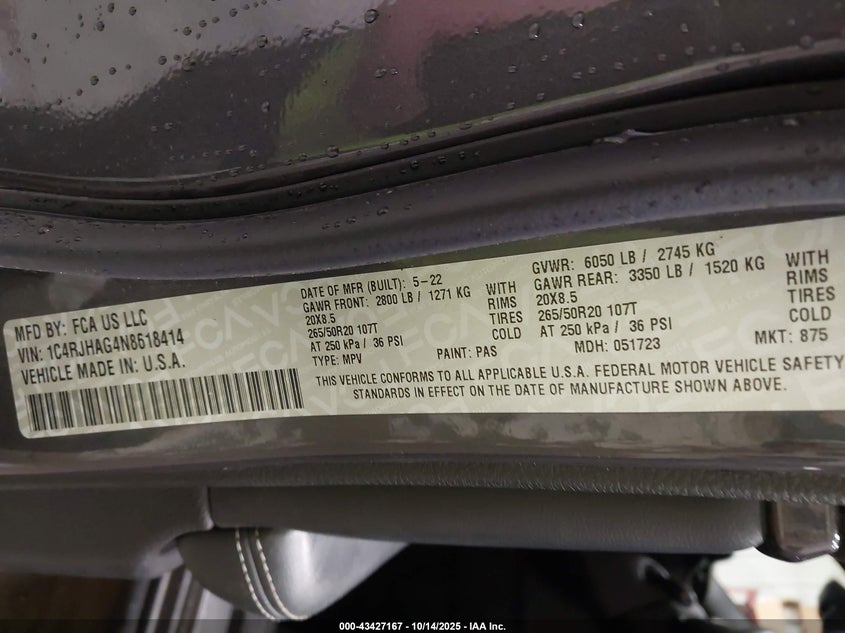 MFD BY: FCA US LLC
VIN: 1C4RJHAG4N8518414
VEHICLE MADE IN: U.S.A.
DATE OF MFR (BUILT): 5-22
GAWR FRONT: 2800 LB / 1271 KG WITH
20X8.5 RIMS
265/50R20 107T TIRES
AT 250 kPa / 36 PSI COLD
TYPE: MPV PAINT: PAS
GVWR: 6050 LB / 2745 KG
GAWR REAR: 3350 LB / 1520 KG WITH
20X8.5 RIMS
265/50R20 107T TIRES
AT 250 kPa / 36 PSI COLD
MDH: 051723 MKT: 875
THIS VEHICLE CONFORMS TO ALL APPLICABLE U.S.A. FEDERAL MOTOR VEHICLE SAFETY
STANDARDS IN EFFECT ON THE DATE OF MANUFACTURE SHOWN ABOVE.
000-43427167 - 10/14/2025 - IAA Inc.